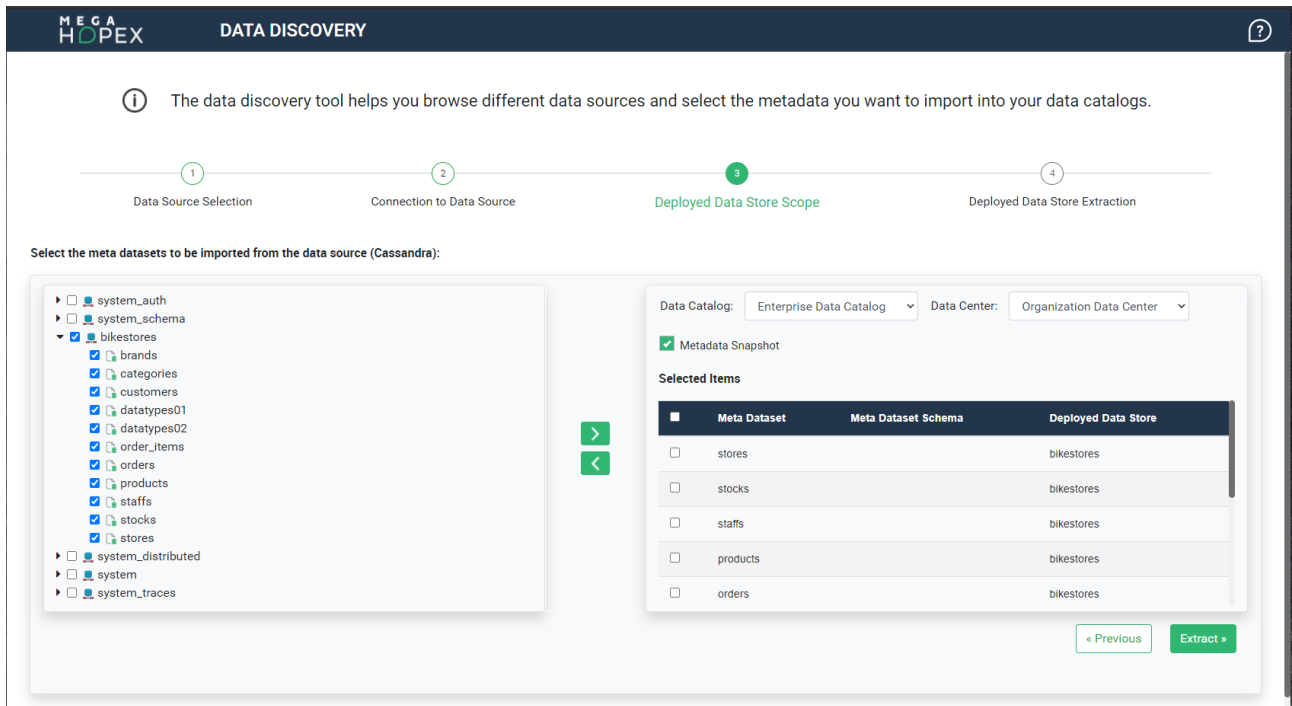 MEGA
HOPEX
DATA DISCOVERY
?
i
The data discovery tool helps you browse different data sources and select the metadata you want to import into your data catalogs.
1
2
3
4
Data Source Selection
Connection to Data Source
Deployed Data Store Scope
Deployed Data Store Extraction
Select the meta datasets to be imported from the data source (Cassandra):
system_auth
system_schema
bikestores
brands
categories
customers
datatypes01
datatypes02
order_items
orders
products
staffs
stocks
stores
system_distributed
system
system_traces
Data Catalog: Enterprise Data Catalog Data Center: Organization Data Center
Metadata Snapshot
Selected Items
Meta Dataset Meta Dataset Schema Deployed Data Store
stores bikestores
stocks bikestores
staffs bikestores
products bikestores
orders bikestores
« Previous Extract »